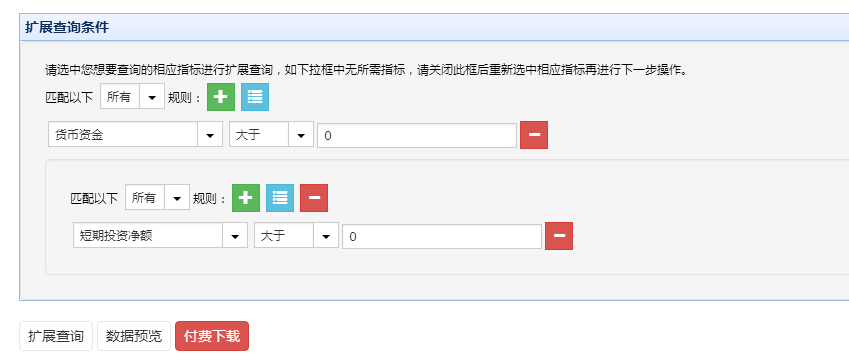 扩展查询条件
请选中您想要查询的相应指标进行扩展查询，如下拉框中无所需指标，请关闭此框后重新选中相应指标再进行下一步操作。
匹配以下 所有 规则：
货币资金 大于 0
匹配以下 所有 规则：
短期投资净额 大于 0
扩展查询 数据预览 付费下载